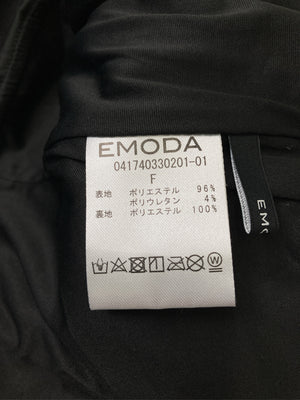 EMODA
041740330201-01
F
表地 ポリエステル 96%
ポリウレタン 4%
裏地 ポリエステル 100%
EMO